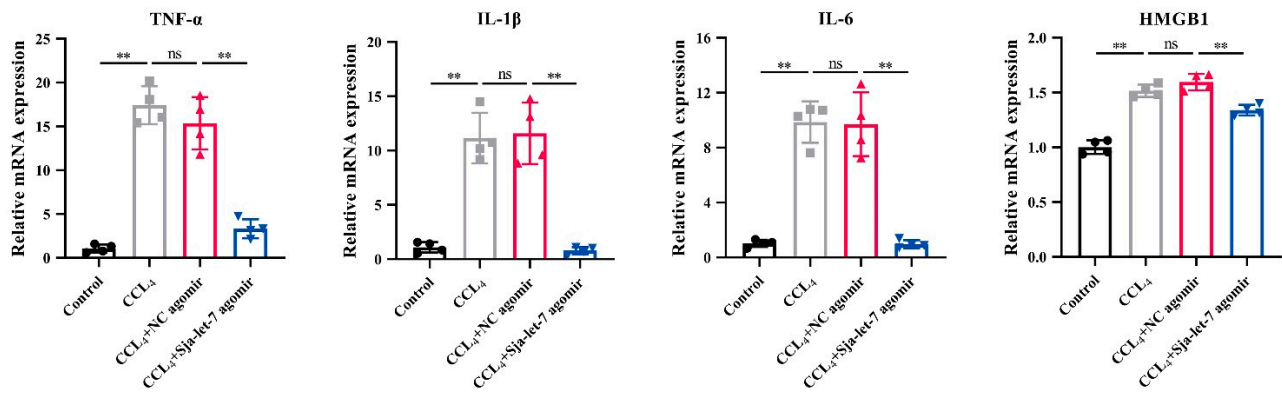 TNF-α
Relative mRNA expression
25
20
15
10
5
0
** ns **
Control
CCL₄
CCL₄+NC agomir
CCL₄+Sja-let-7 agomir
IL-1β
Relative mRNA expression
20
15
10
5
0
** ns **
Control
CCL₄
CCL₄+NC agomir
CCL₄+Sja-let-7 agomir
IL-6
Relative mRNA expression
16
12
8
4
0
** ns **
Control
CCL₄
CCL₄+NC agomir
CCL₄+Sja-let-7 agomir
HMGB1
Relative mRNA expression
2.0
1.5
1.0
0.5
0.0
** ns **
Control
CCL₄
CCL₄+NC agomir
CCL₄+Sja-let-7 agomir